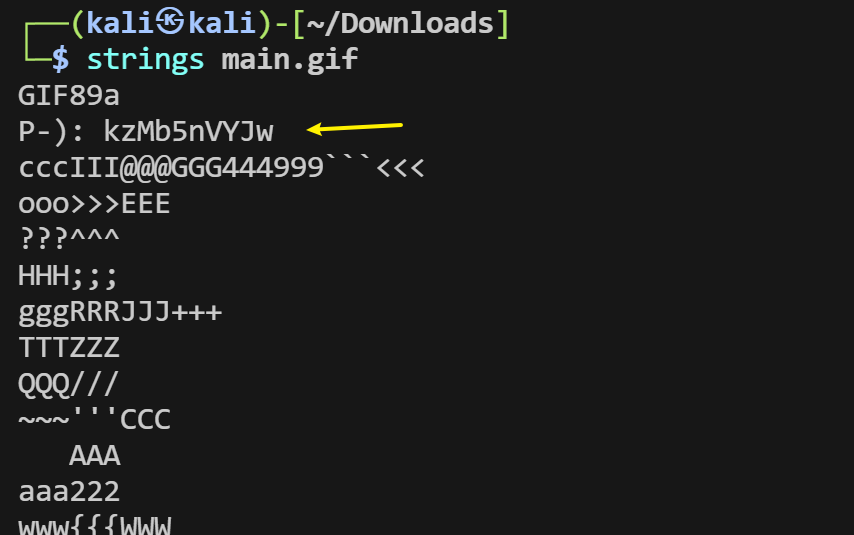 ┌──(kali㉿kali)-[~/Downloads]
└─$ strings main.gif
GIF89a
P-): kzMb5nVYJw
cccIII@@@GGG444999```<<<
ooo>>>EEE
???^^^
HHH;;;
gggRRRJJJ+++
TTTZZZ
QQQ///
~~~'''CCC
   AAA
aaa222
www{{{WWW